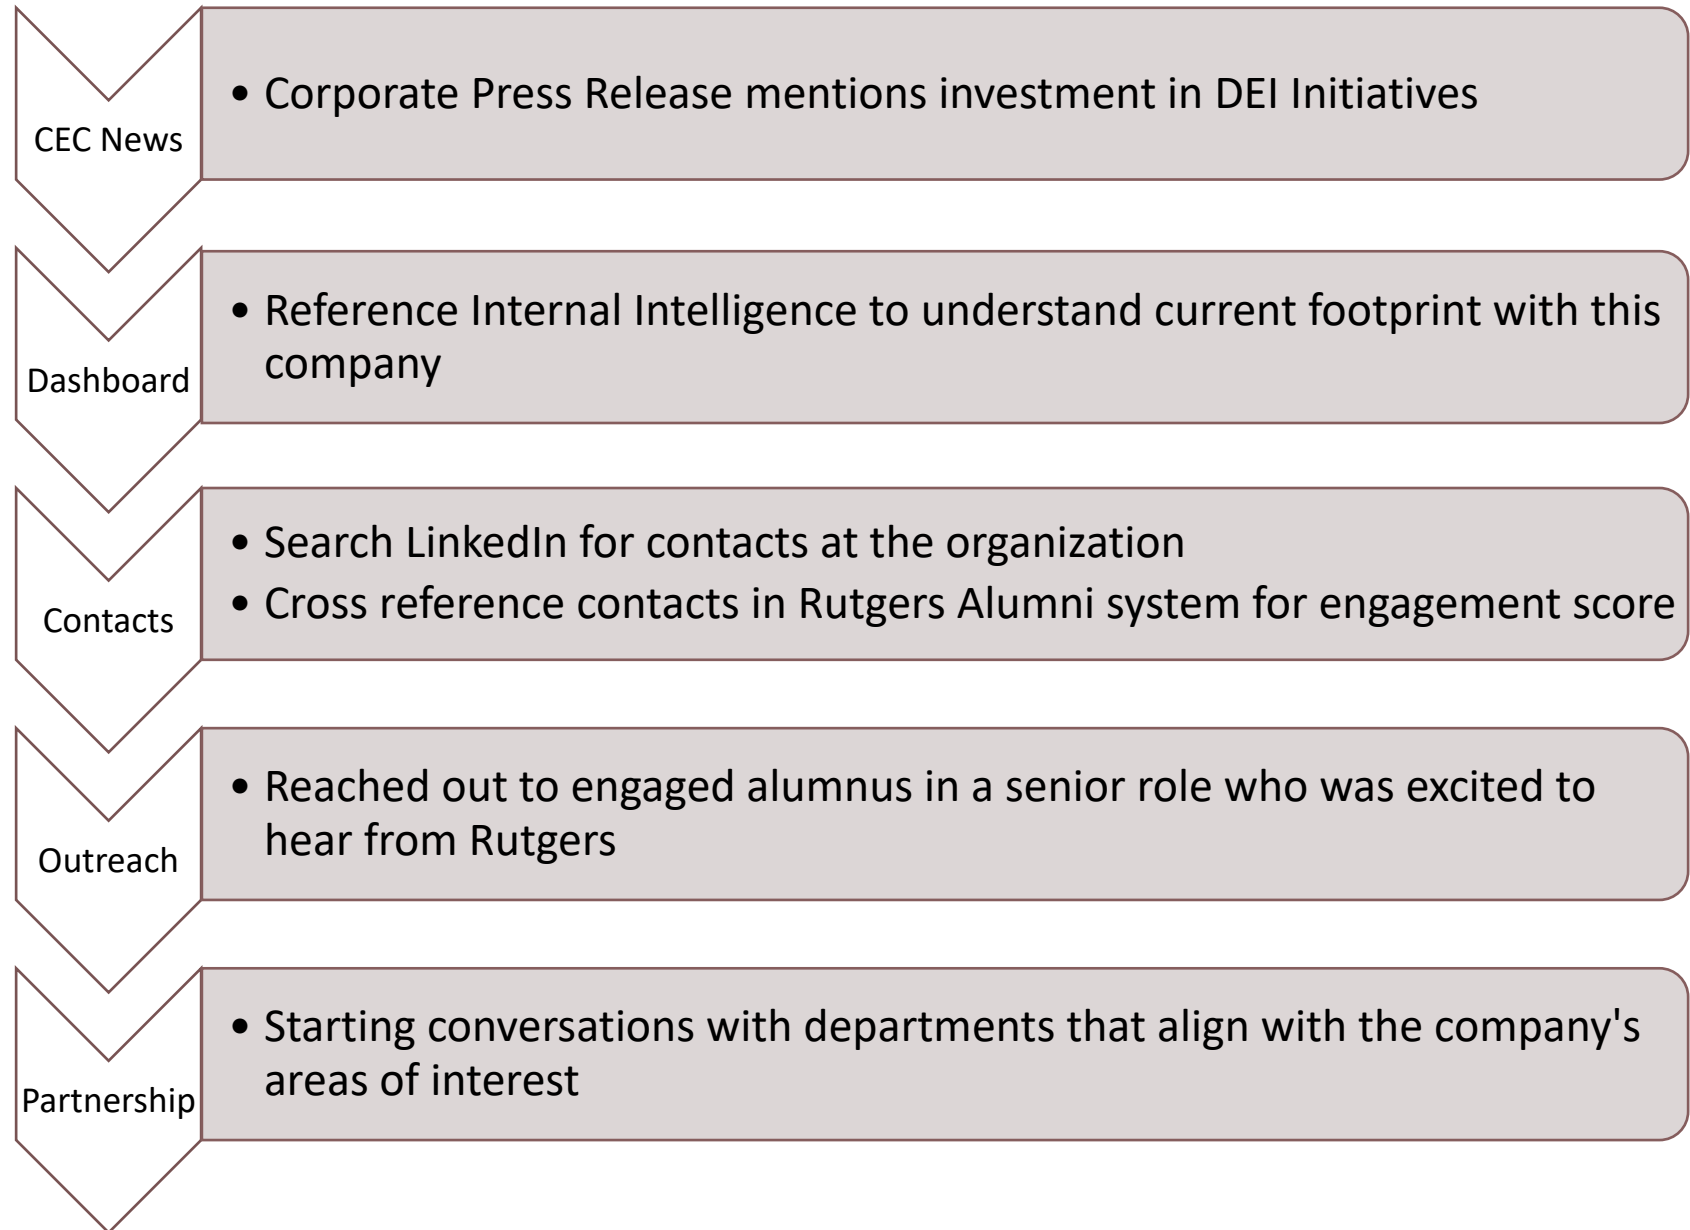 CEC News
• Corporate Press Release mentions investment in DEI Initiatives
Dashboard
• Reference Internal Intelligence to understand current footprint with this
company
Contacts
• Search LinkedIn for contacts at the organization
• Cross reference contacts in Rutgers Alumni system for engagement score
Outreach
• Reached out to engaged alumnus in a senior role who was excited to
hear from Rutgers
Partnership
• Starting conversations with departments that align with the company's
areas of interest